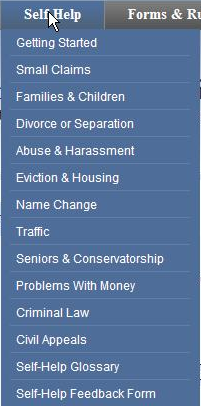 Self Help Forms & Ru
Getting Started
Small Claims
Families & Children
Divorce or Separation
Abuse & Harassment
Eviction & Housing
Name Change
Traffic
Seniors & Conservatorship
Problems With Money
Criminal Law
Civil Appeals
Self-Help Glossary
Self-Help Feedback Form